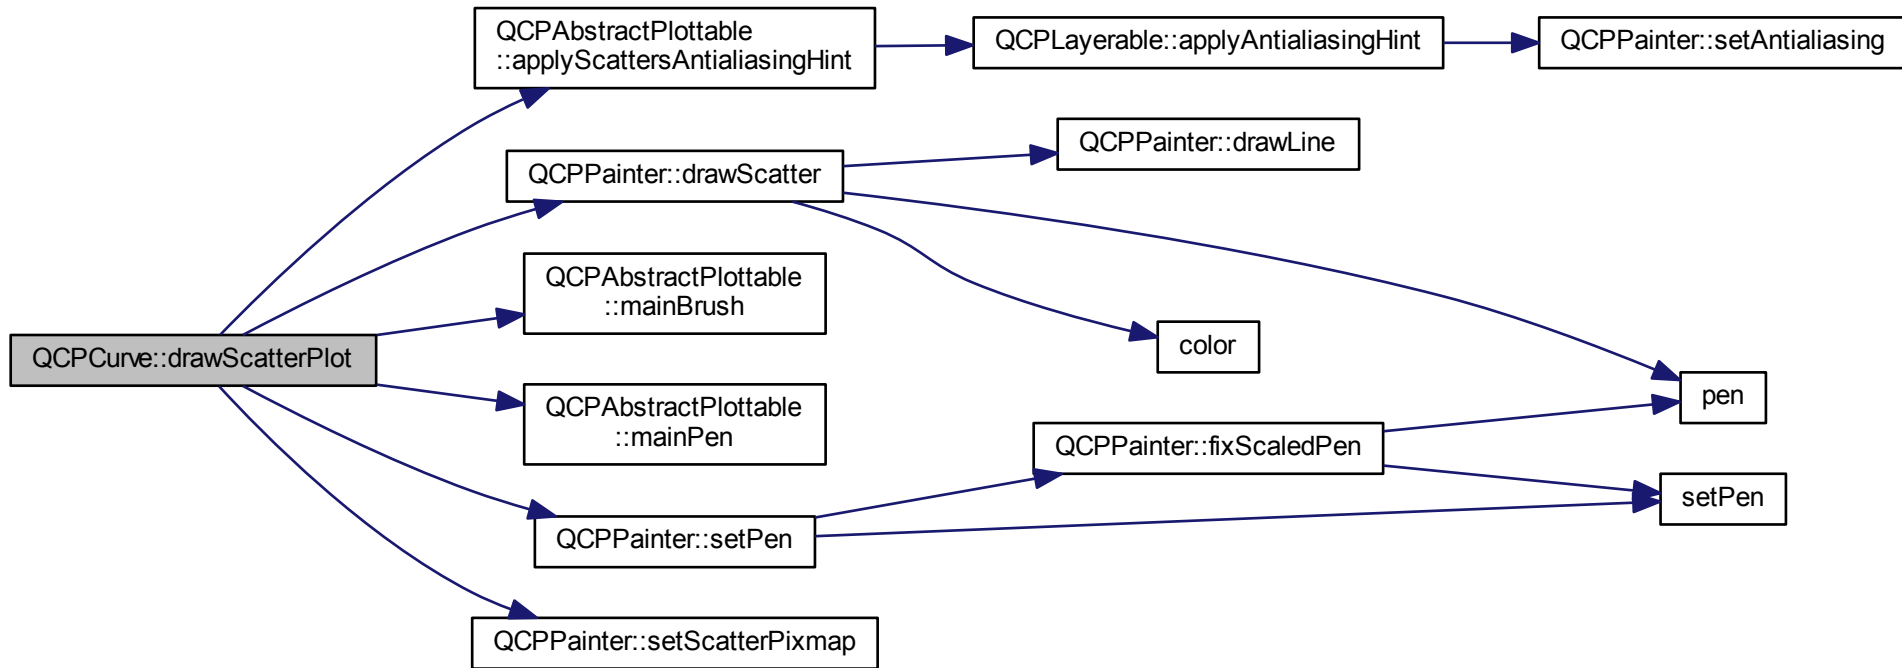 QCPAbstractPlottable
::applyScattersAntialiasingHint
QCPLayerable::applyAntialiasingHint
QCPPainter::setAntialiasing
QCPPainter::drawLine
QCPPainter::drawScatter
QCPAbstractPlottable
::mainBrush
color
QCPCurve::drawScatterPlot
pen
QCPAbstractPlottable
::mainPen
QCPPainter::fixScaledPen
setPen
QCPPainter::setPen
QCPPainter::setScatterPixmap